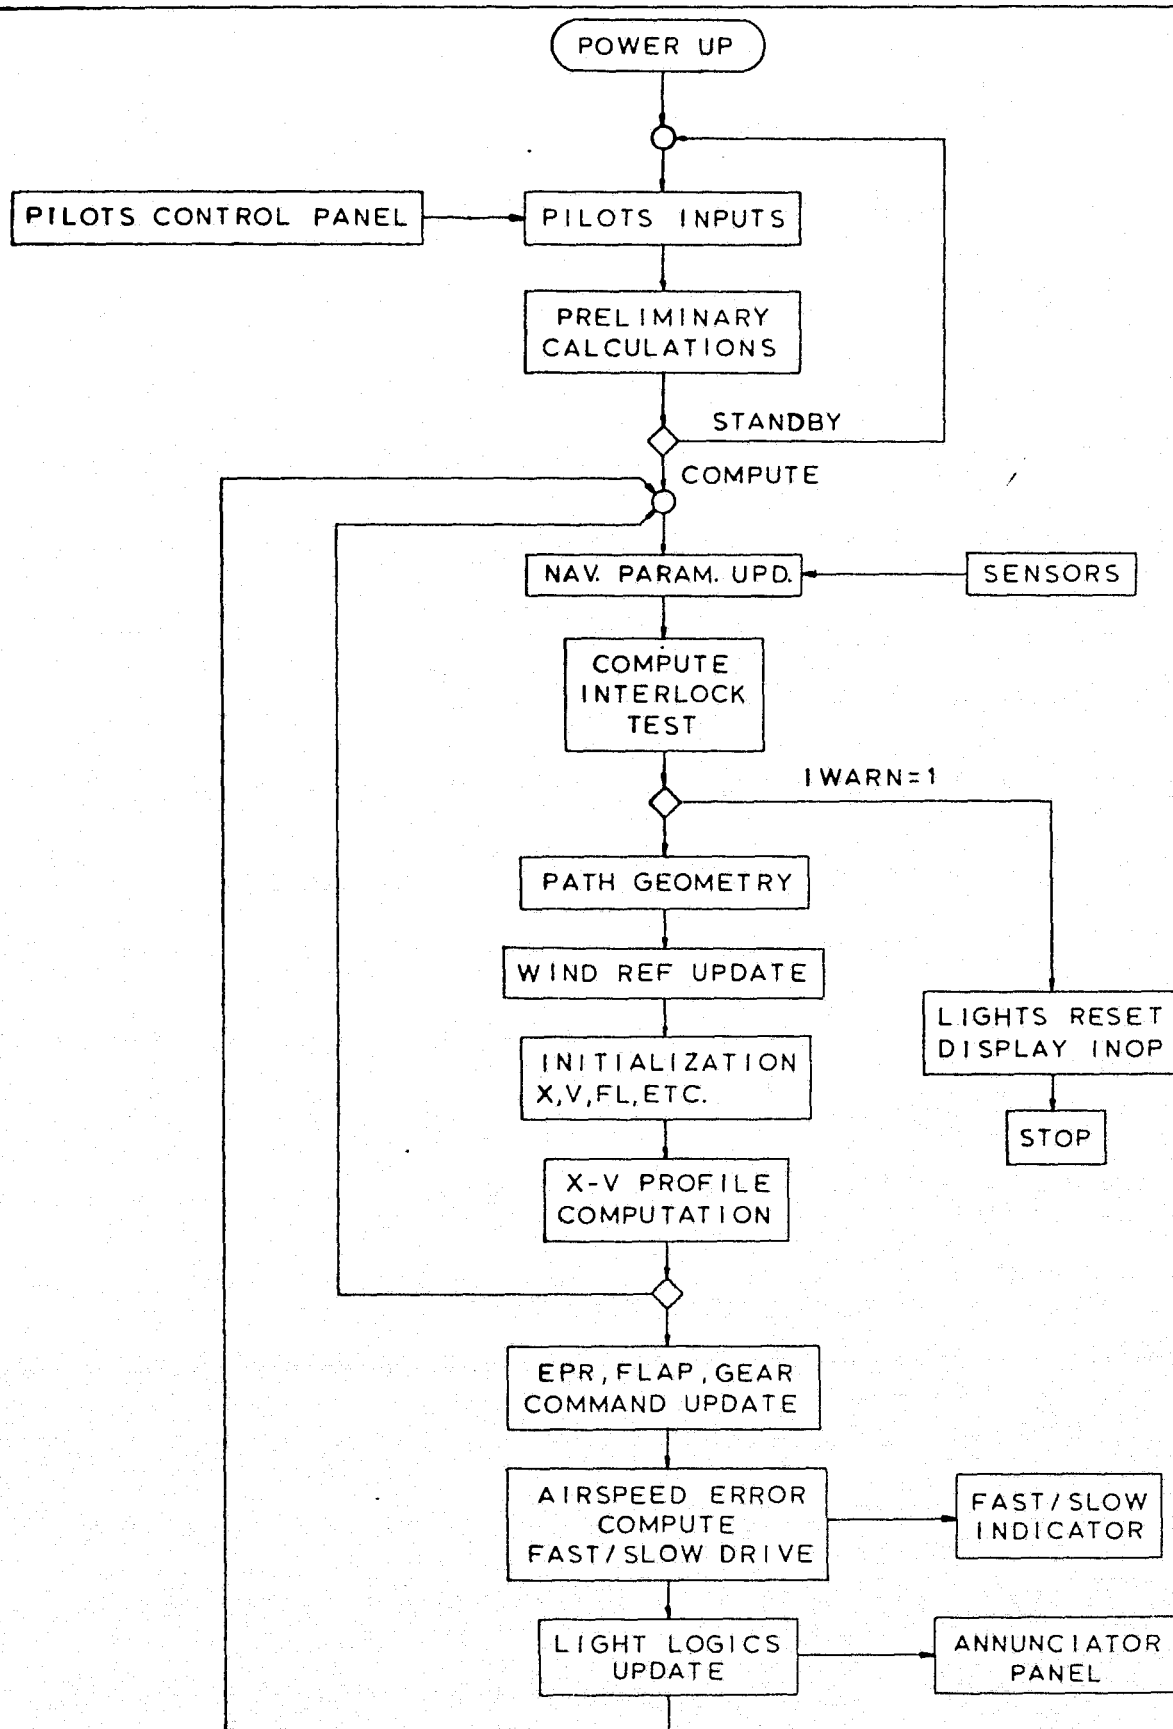 POWER UP
PILOTS CONTROL PANEL
PILOTS INPUTS
PRELIMINARY
CALCULATIONS
STANDBY
COMPUTE
NAV. PARAM. UPD.
SENSORS
COMPUTE
INTERLOCK
TEST
IWARN=1
PATH GEOMETRY
WIND REF UPDATE
LIGHTS RESET
DISPLAY INOP
INITIALIZATION
X,V,FL,ETC.
STOP
X-V PROFILE
COMPUTATION
EPR, FLAP, GEAR
COMMAND UPDATE
AIRSPEED ERROR
COMPUTE
FAST/SLOW DRIVE
FAST/SLOW
INDICATOR
LIGHT LOGICS
UPDATE
ANNUNCIATOR
PANEL